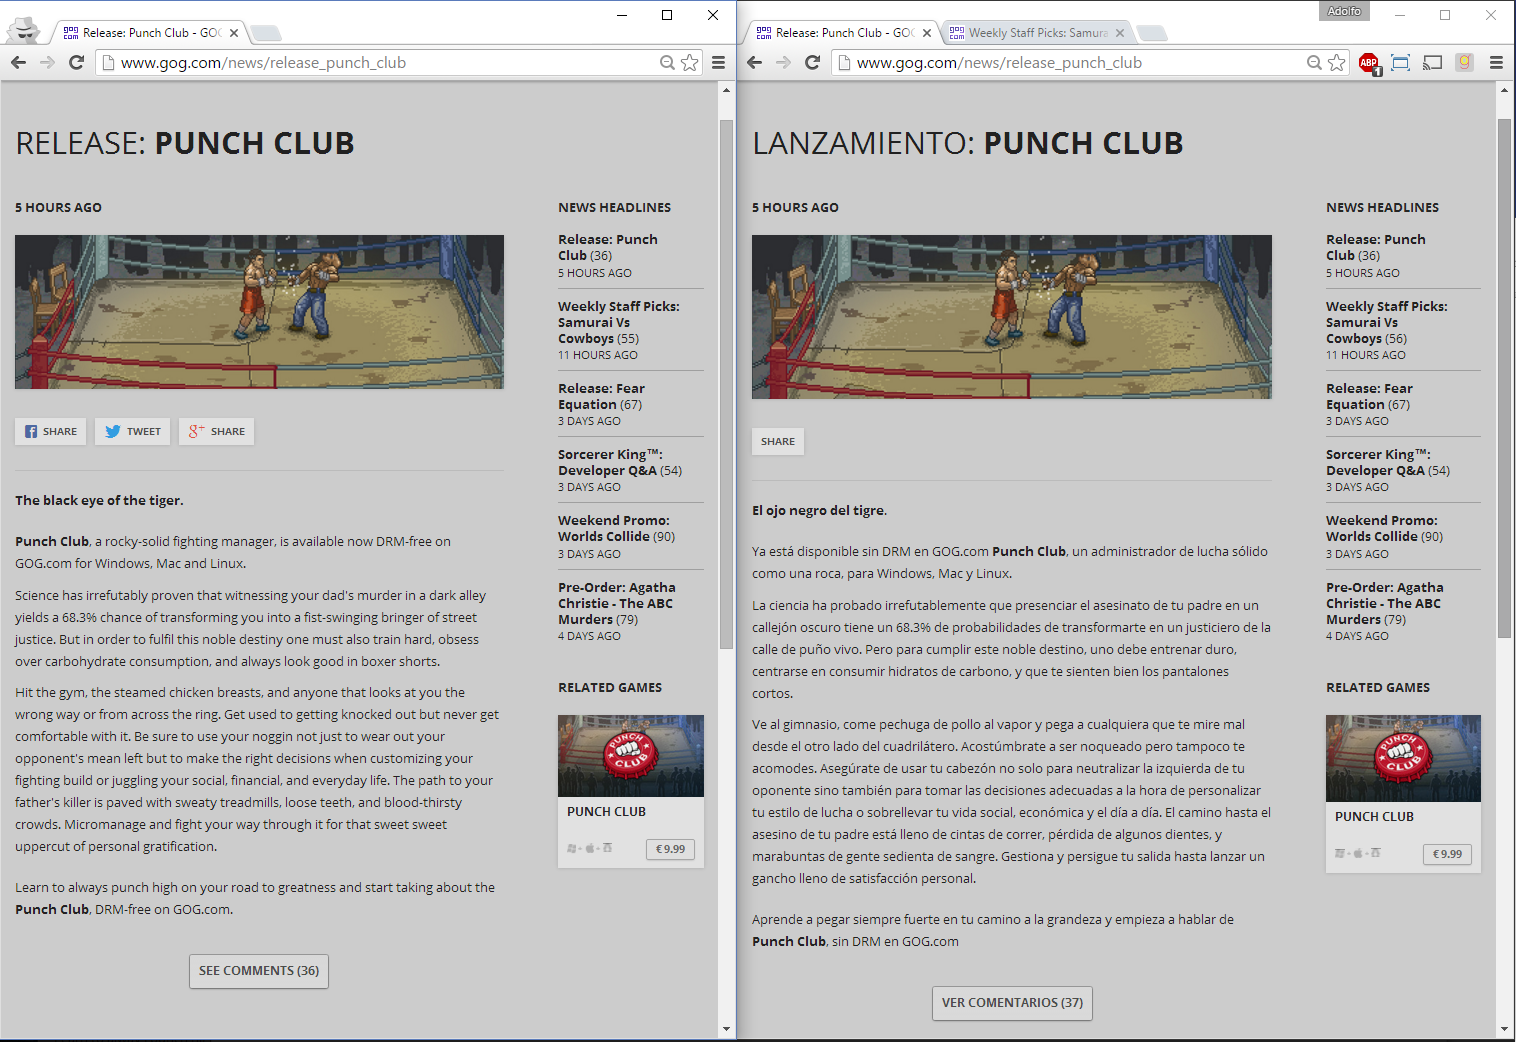 Release: Punch Club - GOG
www.gog.com/news/release_punch_club
RELEASE: PUNCH CLUB
5 HOURS AGO
SHARE
TWEET
SHARE
The black eye of the tiger.
Punch Club, a rocky-solid fighting manager, is available now DRM-free on
GOG.com for Windows, Mac and Linux.
Science has irrefutably proven that witnessing your dad's murder in a dark alley
yields a 68.3% chance of transforming you into a fist-swinging bringer of street
justice. But in order to fulfil this noble destiny one must also train hard, obsess
over carbohydrate consumption, and always look good in boxer shorts.
Hit the gym, the steamed chicken breasts, and anyone that looks at you the
wrong way or from across the ring. Get used to getting knocked out but never get
comfortable with it. Be sure to use your noggin not just to wear out your
opponent's mean left but to make the right decisions when customizing your
fighting build or juggling your social, financial, and everyday life. The path to your
father's killer is paved with sweaty treadmills, loose teeth, and blood-thirsty
crowds. Micromanage and fight your way through it for that sweet sweet
uppercut of personal gratification.
Learn to always punch high on your road to greatness and start taking about the
Punch Club, DRM-free on GOG.com.
SEE COMMENTS (36)
NEWS HEADLINES
Release: Punch
Club (36)
5 HOURS AGO
Weekly Staff Picks:
Samurai Vs
Cowboys (55)
11 HOURS AGO
Release: Fear
Equation (67)
3 DAYS AGO
Sorcerer King™:
Developer Q&A (54)
3 DAYS AGO
Weekend Promo:
Worlds Collide (90)
3 DAYS AGO
Pre-Order: Agatha
Christie - The ABC
Murders (79)
4 DAYS AGO
RELATED GAMES
PUNCH
CLUB
PUNCH CLUB
€ 9.99
Adolfo
Release: Punch Club - GOG
Weekly Staff Picks: Samura
www.gog.com/news/release_punch_club
ABP
1
LANZAMIENTO: PUNCH CLUB
5 HOURS AGO
SHARE
El ojo negro del tigre.
Ya está disponible sin DRM en GOG.com Punch Club, un administrador de lucha sólido
como una roca, para Windows, Mac y Linux.
La ciencia ha probado irrefutablemente que presenciar el asesinato de tu padre en un
callejón oscuro tiene un 68.3% de probabilidades de transformarte en un justiciero de la
calle de puño vivo. Pero para cumplir este noble destino, uno debe entrenar duro,
centrarse en consumir hidratos de carbono, y que te sienten bien los pantalones
cortos.
Ve al gimnasio, come pechuga de pollo al vapor y pega a cualquiera que te mire mal
desde el otro lado del cuadrilátero. Acostúmbrate a ser noqueado pero tampoco te
acomodes. Asegúrate de usar tu cabezón no solo para neutralizar la izquierda de tu
oponente sino también para tomar las decisiones adecuadas a la hora de personalizar
tu estilo de lucha o sobrellevar tu vida social, económica y el día a día. El camino hasta el
asesino de tu padre está lleno de cintas de correr, pérdida de algunos dientes, y
marabuntas de gente sedienta de sangre. Gestiona y persigue tu salida hasta lanzar un
gancho lleno de satisfacción personal.
Aprende a pegar siempre fuerte en tu camino a la grandeza y empieza a hablar de
Punch Club, sin DRM en GOG.com
VER COMENTARIOS (37)
NEWS HEADLINES
Release: Punch
Club (36)
5 HOURS AGO
Weekly Staff Picks:
Samurai Vs
Cowboys (56)
11 HOURS AGO
Release: Fear
Equation (67)
3 DAYS AGO
Sorcerer King™:
Developer Q&A (54)
3 DAYS AGO
Weekend Promo:
Worlds Collide (90)
3 DAYS AGO
Pre-Order: Agatha
Christie - The ABC
Murders (79)
4 DAYS AGO
RELATED GAMES
PUNCH
CLUB
PUNCH CLUB
€ 9.99